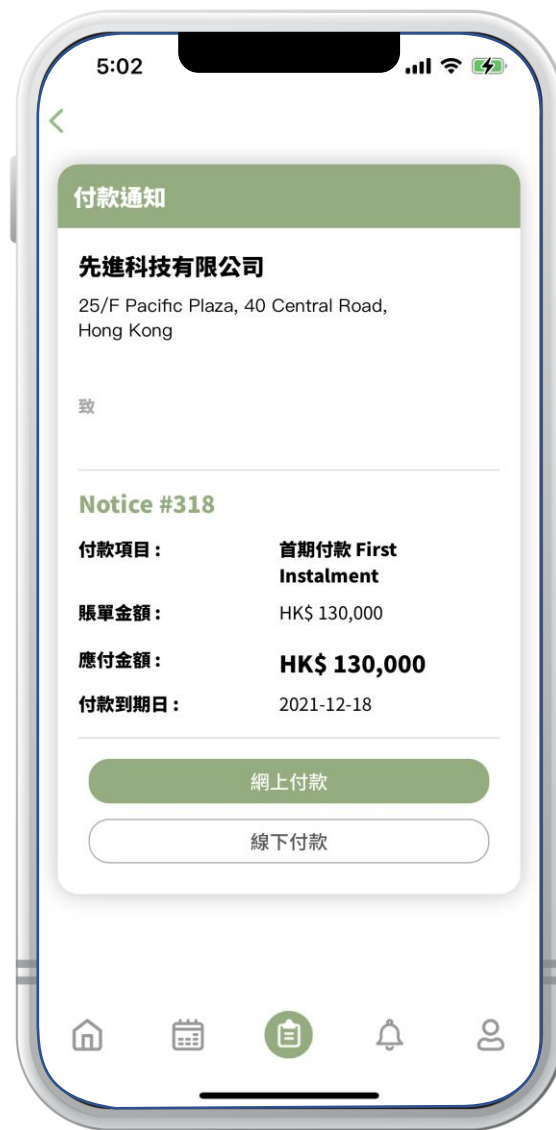 5:02
付款通知
先進科技有限公司
25/F Pacific Plaza, 40 Central Road,
Hong Kong
致
Notice #318
付款項目 : 首期付款 First
Instalment
賬單金額 : HK$ 130,000
應付金額 : HK$ 130,000
付款到期日 : 2021-12-18
網上付款
線下付款